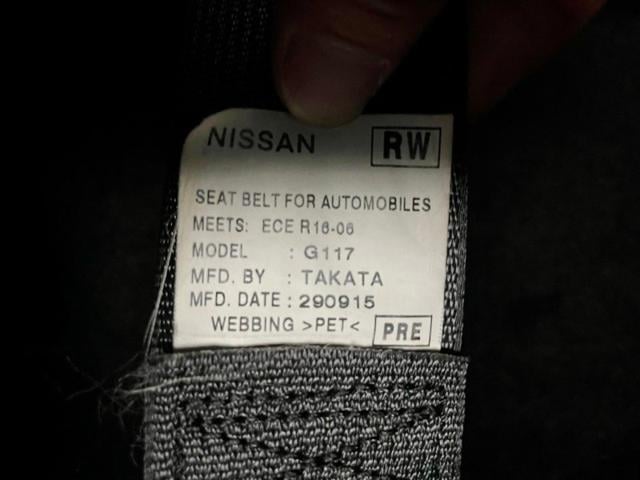 NISSAN RW
SEAT BELT FOR AUTOMOBILES
MEETS: ECE R16-06
MODEL : G117
MFD. BY : TAKATA
MFD. DATE : 290915
WEBBING >PET< PRE